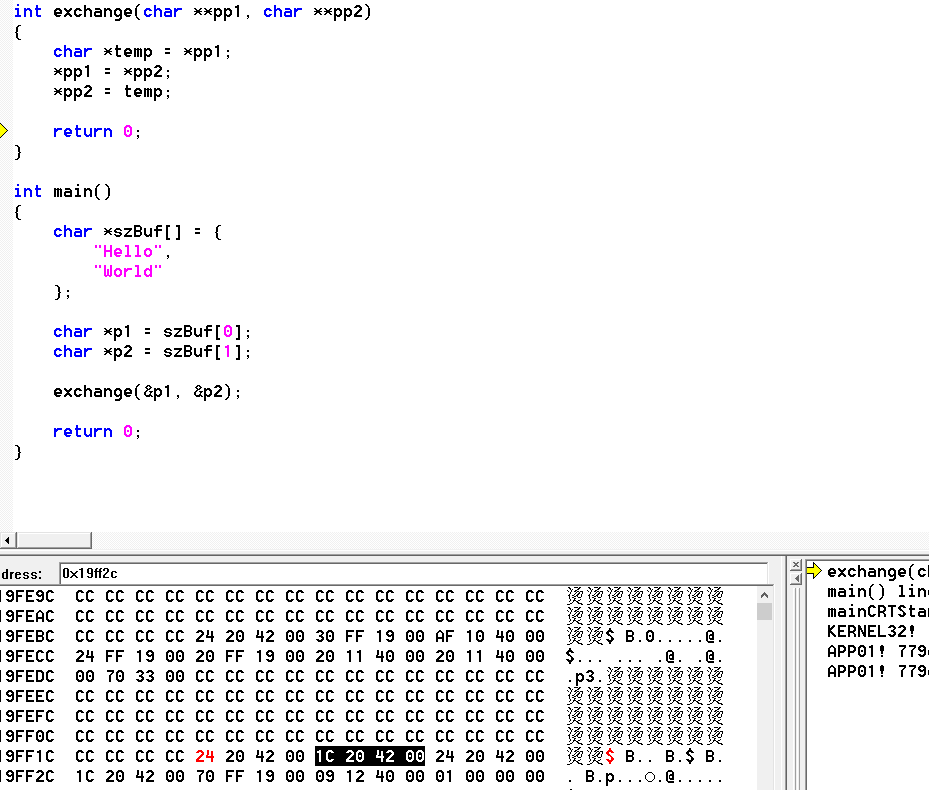 int exchange(char **pp1, char **pp2)
{
char *temp = *pp1;
*pp1 = *pp2;
*pp2 = temp;
return 0;
}
int main()
{
char *szBuf[] = {
"Hello",
"World"
};
char *p1 = szBuf[0];
char *p2 = szBuf[1];
exchange(&p1, &p2);
return 0;
}
dress: 0x19ff2c
19FE9C CC CC CC CC CC CC CC CC CC CC CC CC CC CC CC CC 烫烫烫烫烫烫烫烫
19FEAC CC CC CC CC CC CC CC CC CC CC CC CC CC CC CC CC 烫烫烫烫烫烫烫烫
19FEBC CC CC CC CC 24 20 42 00 30 FF 19 00 AF 10 40 00 烫烫$ B.0.....@.
19FECC 24 FF 19 00 20 FF 19 00 20 11 40 00 20 11 40 00 $... ... .@. .@.
19FEDC 00 70 33 00 CC CC CC CC CC CC CC CC CC CC CC CC .p3.烫烫烫烫烫烫
19FEEC CC CC CC CC CC CC CC CC CC CC CC CC CC CC CC CC 烫烫烫烫烫烫烫烫
19FEFC CC CC CC CC CC CC CC CC CC CC CC CC CC CC CC CC 烫烫烫烫烫烫烫烫
19FF0C CC CC CC CC CC CC CC CC CC CC CC CC CC CC CC CC 烫烫烫烫烫烫烫烫
19FF1C CC CC CC CC 24 20 42 00 1C 20 42 00 24 20 42 00 烫烫$ B.. B.$ B.
19FF2C 1C 20 42 00 70 FF 19 00 09 12 40 00 01 00 00 00 . B.p...○.@.....
exchange(ch
main() line
mainCRTStar
KERNEL32!
APP01! 779
APP01! 779